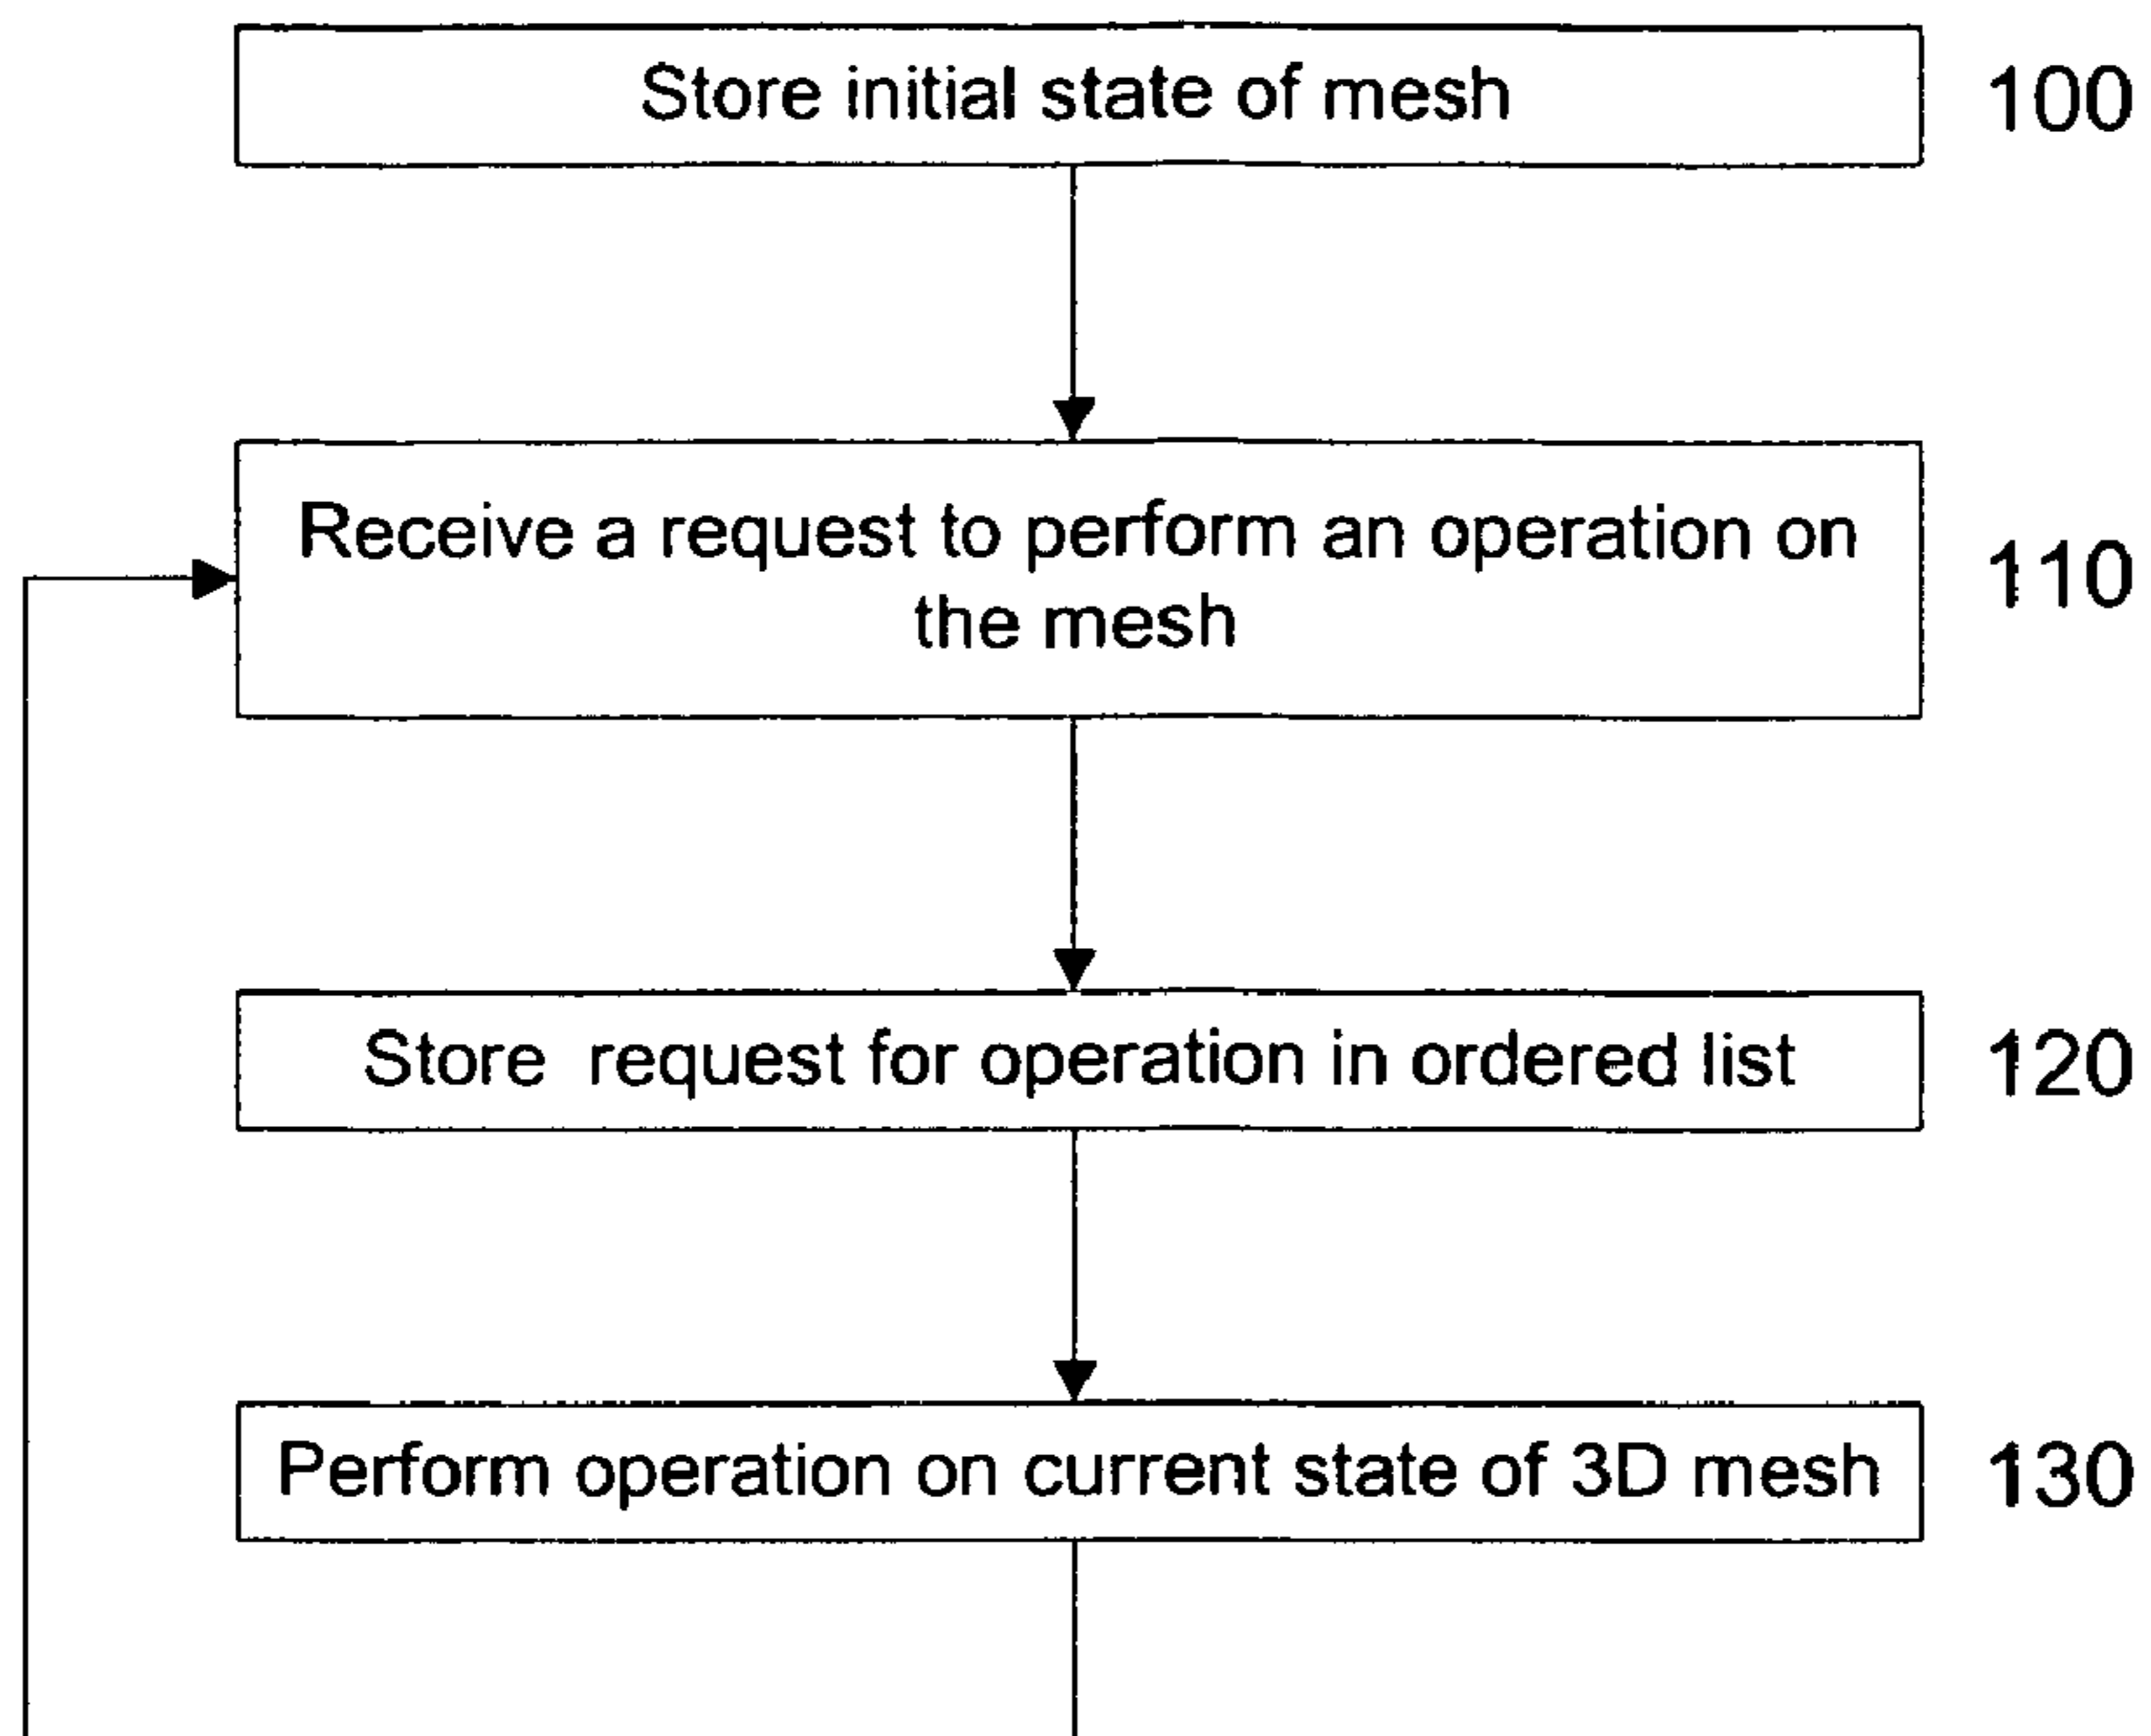 Store initial state of mesh
100
Receive a request to perform an operation on
the mesh
110
Store request for operation in ordered list
120
Perform operation on current state of 3D mesh
130